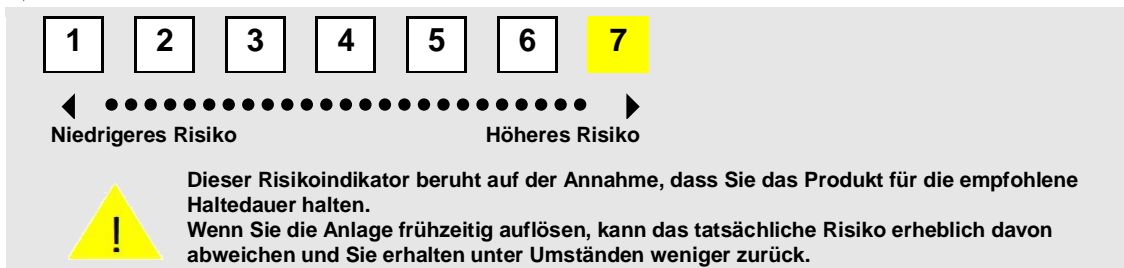 1 2 3 4 5 6 7
Niedrigeres Risiko Höheres Risiko
Dieser Risikoindikator beruht auf der Annahme, dass Sie das Produkt für die empfohlene
Haltedauer halten.
! Wenn Sie die Anlage frühzeitig auflösen, kann das tatsächliche Risiko erheblich davon
abweichen und Sie erhalten unter Umständen weniger zurück.